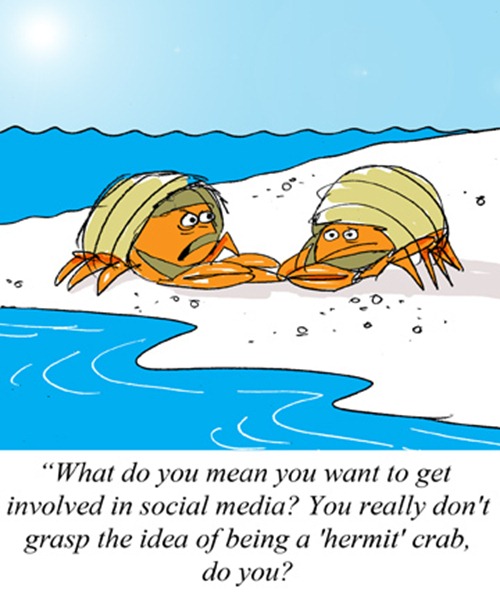 “What do you mean you want to get
involved in social media? You really don't
grasp the idea of being a 'hermit' crab,
do you?